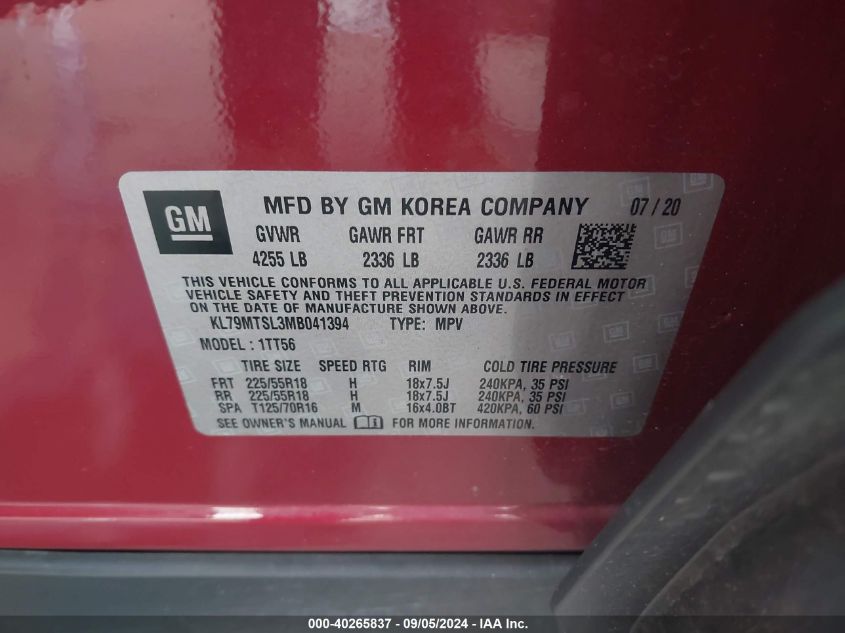 GM MFD BY GM KOREA COMPANY 07 / 20
GVWR GAWR FRT GAWR RR
4255 LB 2336 LB 2336 LB
THIS VEHICLE CONFORMS TO ALL APPLICABLE U.S. FEDERAL MOTOR
VEHICLE SAFETY AND THEFT PREVENTION STANDARDS IN EFFECT
ON THE DATE OF MANUFACTURE SHOWN ABOVE.
KL79MTSL3MB041394 TYPE: MPV
MODEL : 1TT56
TIRE SIZE SPEED RTG RIM COLD TIRE PRESSURE
FRT 225/55R18 H 18x7.5J 240KPA, 35 PSI
RR 225/55R18 H 18x7.5J 240KPA, 35 PSI
SPA T125/70R16 M 16x4.0BT 420KPA, 60 PSI
SEE OWNER'S MANUAL FOR MORE INFORMATION.
000-40265837 - 09/05/2024 - IAA Inc.